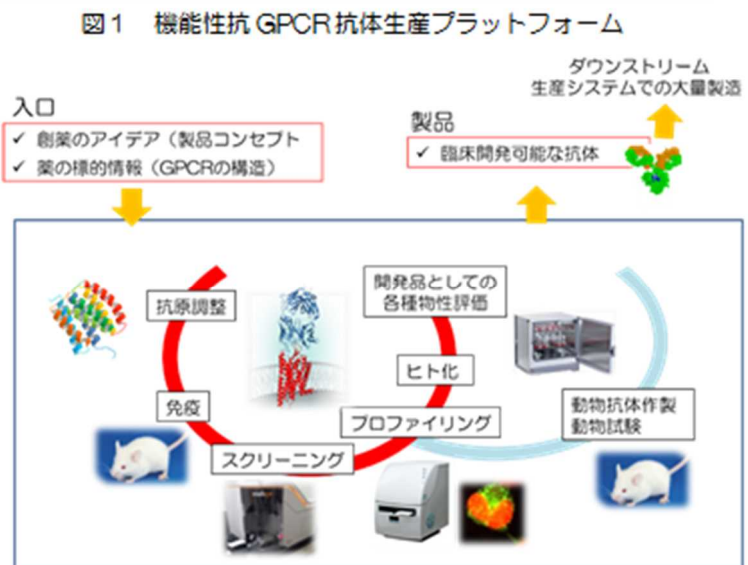 図1 機能性抗GPCR抗体生産プラットフォーム
ダウンストリーム
生産システムでの大量製造
入口
✓ 創薬のアイデア（製品コンセプト
✓ 薬の標的情報（GPCRの構造）
製品
✓ 臨床開発可能な抗体
抗原調整
開発品としての
各種物性評価
ヒト化
免疫
プロファイリング
動物抗体作製
動物試験
スクリーニング